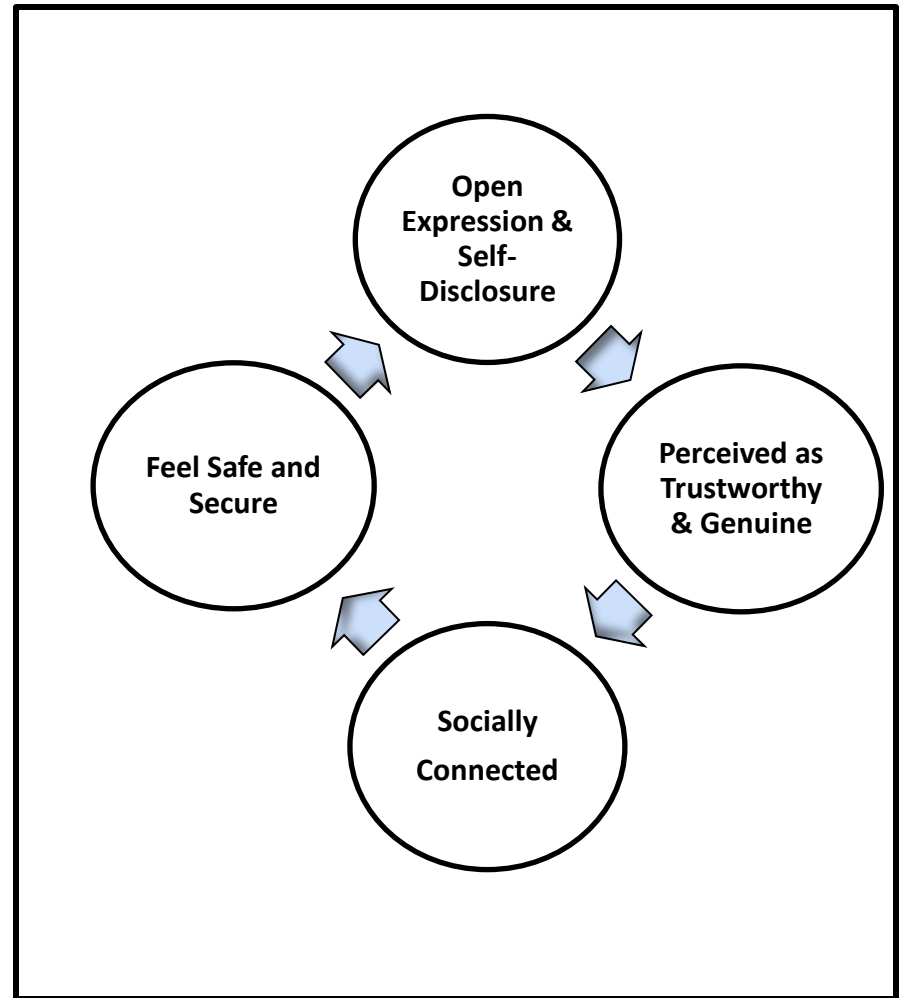 Open
Expression &
Self-
Disclosure
Perceived as
Trustworthy
& Genuine
Socially
Connected
Feel Safe and
Secure